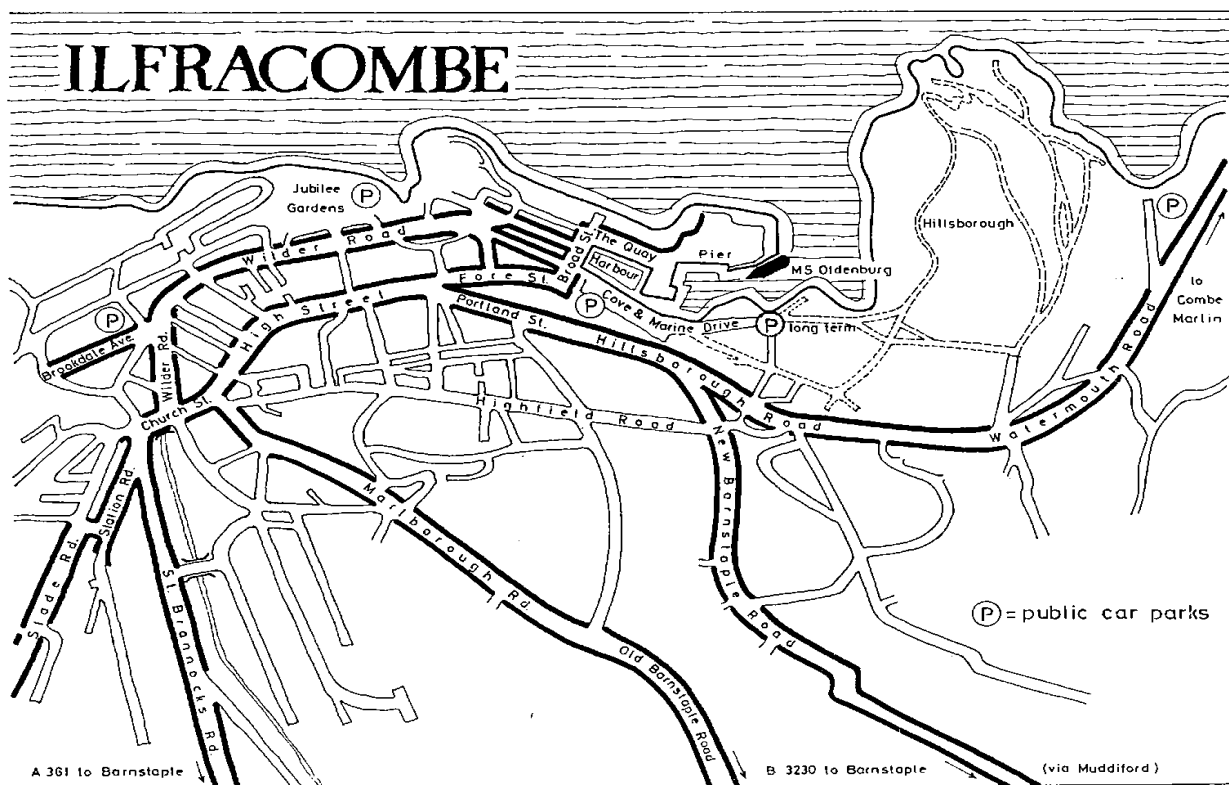 ILFRACOMBE
Jubilee
Gardens
P
Wilder Road
The Quay
Pier
Hillsborough
P
Broad St.
Harbour
MS Oldenburg
Fore St.
High Street
Portland St.
P
Cove & Marine Drive
P long term
to
Combe
Martin
P
Brookdale Ave.
Wilder Rd.
Church St.
Hillsborough Road
Highfield Road
Watermouth Road
New Barnstaple Road
Station Rd.
Slade Rd.
Marlborough Rd.
St. Brannocks Rd.
P = public car parks
Old Barnstaple Road
A 361 to Barnstaple
B 3230 to Barnstaple
(via Muddiford)